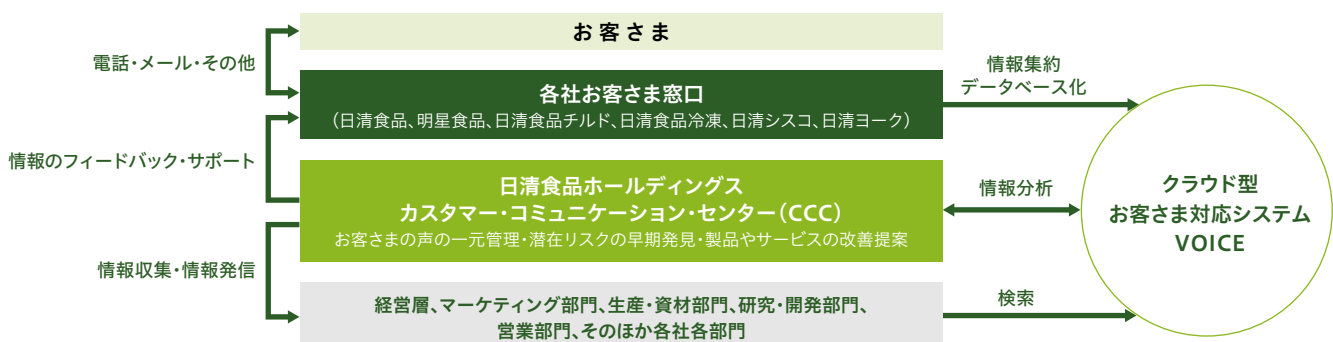 お客さま
電話・メール・その他
各社お客さま窓口
(日清食品、明星食品、日清食品チルド、日清食品冷凍、日清シスコ、日清ヨーク)
情報集約
データベース化
情報のフィードバック・サポート
日清食品ホールディングス
カスタマー・コミュニケーション・センター(CCC)
お客さまの声の一元管理・潜在リスクの早期発見・製品やサービスの改善提案
情報分析
クラウド型
お客さま対応システム
VOICE
情報収集・情報発信
経営層、マーケティング部門、生産・資材部門、研究・開発部門、
営業部門、そのほか各社各部門
検索